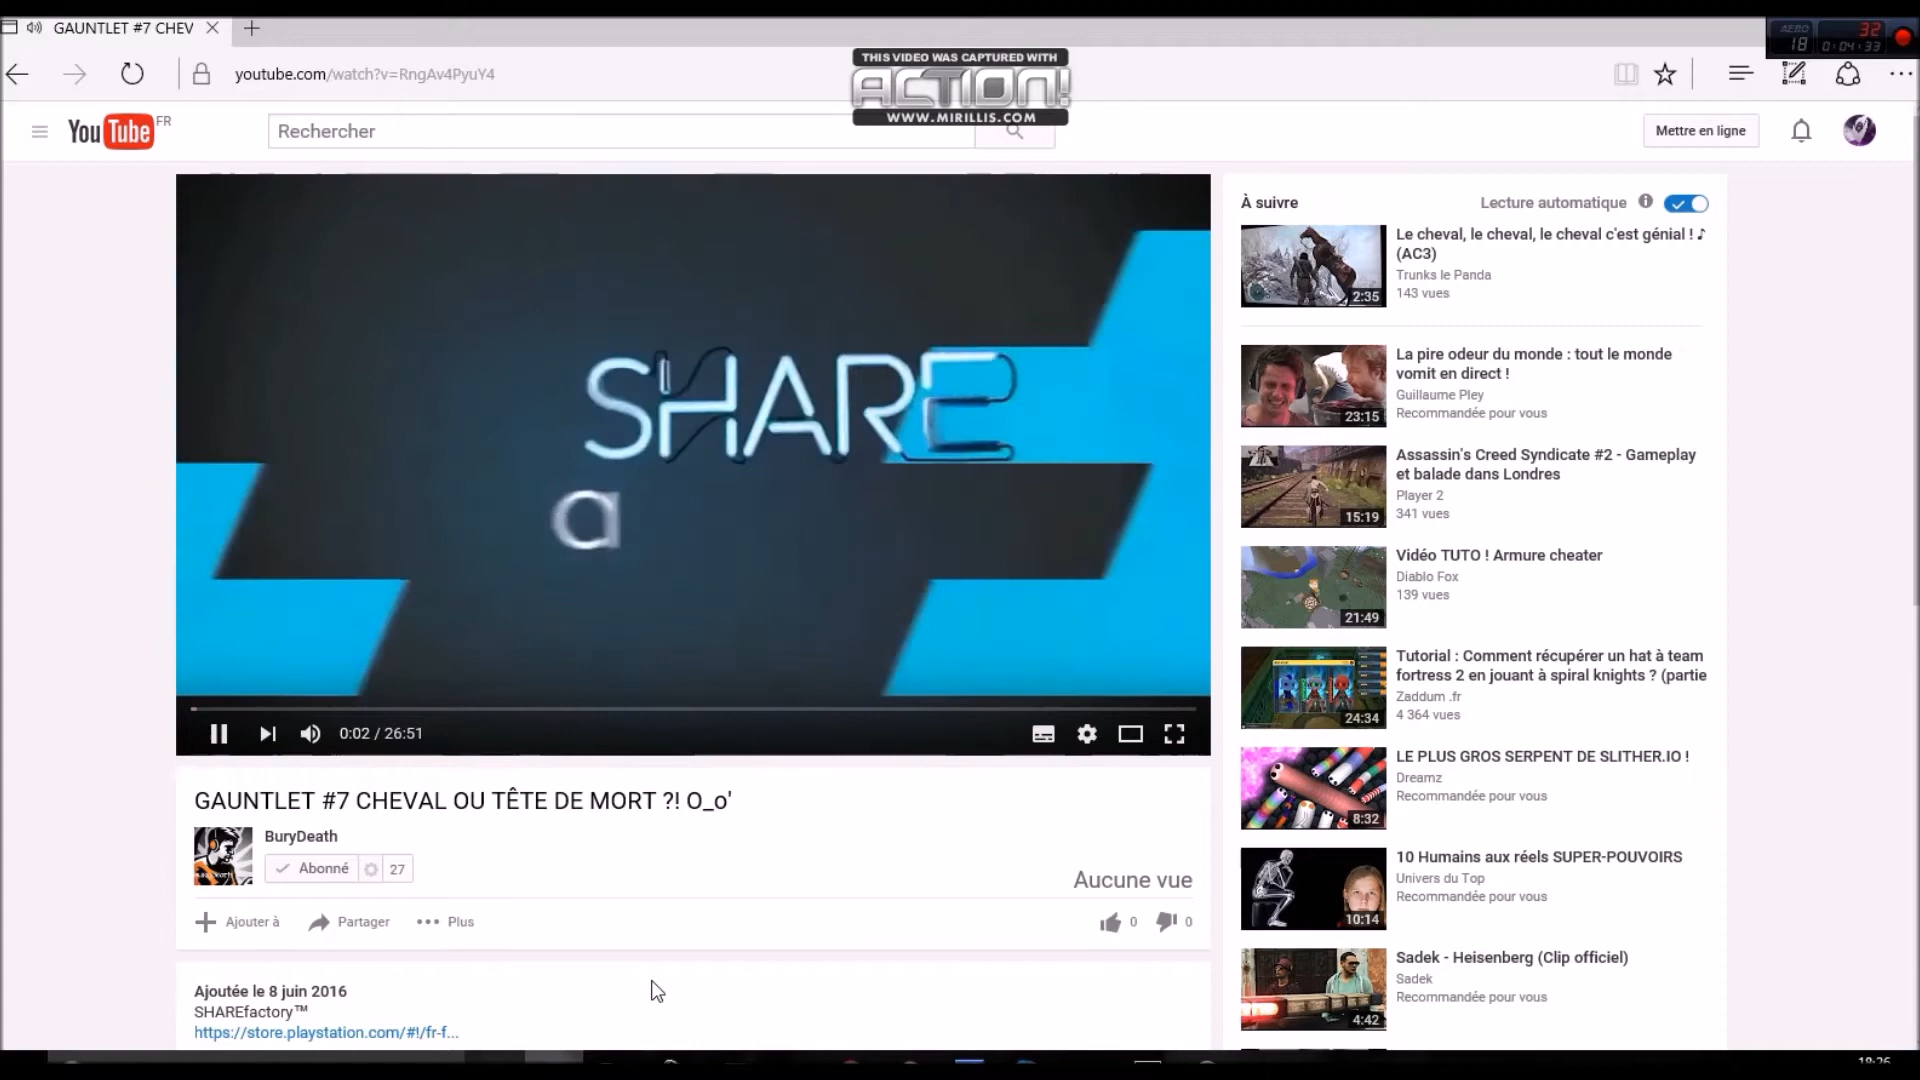 GAUNTLET #7 CHEV
AERO
18
32
0:04:33
youtube.com/watch?v=RngAv4PyuY4
THIS VIDEO WAS CAPTURED WITH
ACTION!
WWW.MIRILLIS.COM
YouTube FR
Rechercher
Mettre en ligne
SHARE
a
0:02 / 26:51
GAUNTLET #7 CHEVAL OU TÊTE DE MORT ?! O_o'
BuryDeath
Abonné 27
Aucune vue
Ajouter à
Partager
Plus
0
0
Ajoutée le 8 juin 2016
SHAREfactory™
https://store.playstation.com/#!/fr-f...
À suivre
Lecture automatique
Le cheval, le cheval, le cheval c'est génial ! ♪
(AC3)
Trunks le Panda
143 vues
2:35
La pire odeur du monde : tout le monde
vomit en direct !
Guillaume Pley
Recommandée pour vous
23:15
Assassin's Creed Syndicate #2 - Gameplay
et balade dans Londres
Player 2
341 vues
15:19
Vidéo TUTO ! Armure cheater
Diablo Fox
139 vues
21:49
Tutorial : Comment récupérer un hat à team
fortress 2 en jouant à spiral knights ? (partie
Zaddum .fr
4 364 vues
24:34
LE PLUS GROS SERPENT DE SLITHER.IO !
Dreamz
Recommandée pour vous
8:32
10 Humains aux réels SUPER-POUVOIRS
Univers du Top
Recommandée pour vous
10:14
Sadek - Heisenberg (Clip officiel)
Sadek
Recommandée pour vous
4:42
18:26